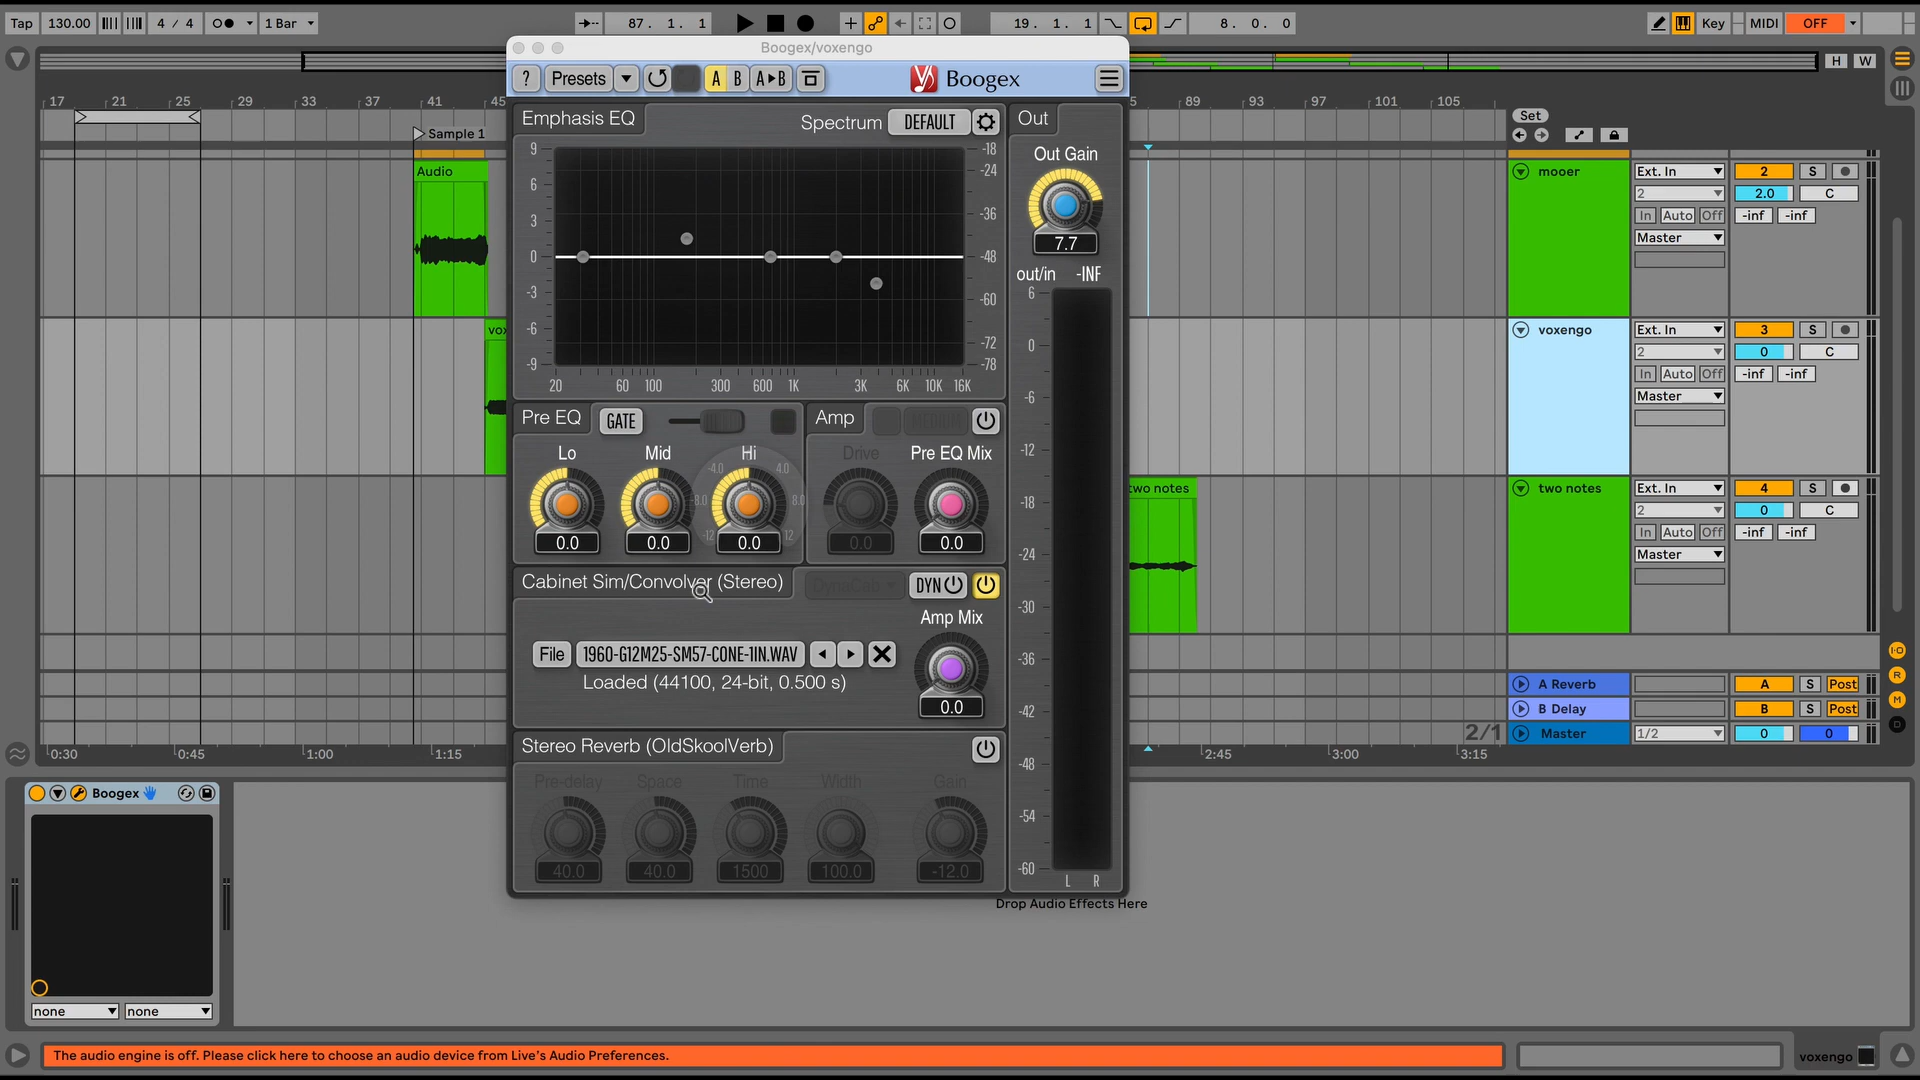 Tap 130.00 4 / 4 1 Bar 87. 1. 1 19. 1. 1 8. 0. 0 Key MIDI OFF
Boogex/voxengo
H W
? Presets A B A▸B Boogex
17 21 25 29 33 37 41 45 89 93 97 101 105
Set
Sample 1
Emphasis EQ Spectrum DEFAULT Out
Out Gain
7.7
out/in -INF
9 6 3 0 -3 -6 -9
-18 -24 -36 -48 -60 -72 -78
20 60 100 300 600 1K 3K 6K 10K 16K
6 0 -6 -12 -18 -24 -30 -36 -42 -48 -54 -60
L R
Audio
mooer Ext. In 2 S
2 2.0 C
In Auto Off -inf -inf
Master
voxengo Ext. In 3 S
2 0 C
In Auto Off -inf -inf
Master
two notes
two notes Ext. In 4 S
2 0 C
In Auto Off -inf -inf
Master
Pre EQ GATE Amp MEDIUM
Lo Mid Hi Drive Pre EQ Mix
-4.0 4.0
-8.0 8.0
-12 12
0.0 0.0 0.0 0.0 0.0
Cabinet Sim/Convolver (Stereo) DynaCab DYN
Amp Mix
File 1960-G12M25-SM57-CONE-1IN.WAV
Loaded (44100, 24-bit, 0.500 s)
0.0
Stereo Reverb (OldSkoolVerb)
Pre-delay Space Time Width Gain
40.0 40.0 1500 100.0 -12.0
A Reverb A S Post
B Delay B S Post
2/1 Master 1/2 0 0
I·O
R
M
D
0:30 0:45 1:00 1:15 2:45 3:00 3:15
Boogex
none none
Drop Audio Effects Here
The audio engine is off. Please click here to choose an audio device from Live's Audio Preferences.
voxengo